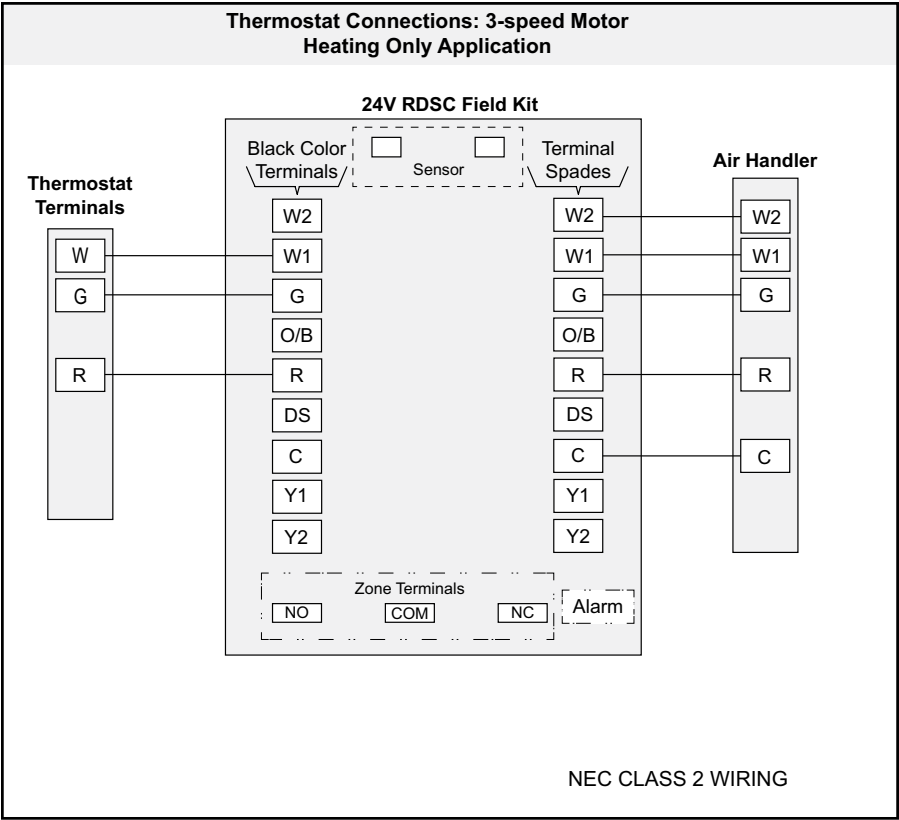 Thermostat Connections: 3-speed Motor
Heating Only Application
24V RDSC Field Kit
Black Color
Terminals
Sensor
Terminal
Spades
Air Handler
Thermostat
Terminals
W2
W2
W2
W
W1
W1
W1
G
G
G
G
O/B
O/B
R
R
R
R
DS
DS
C
C
C
Y1
Y1
Y2
Y2
Zone Terminals
NO
COM
NC
Alarm
NEC CLASS 2 WIRING